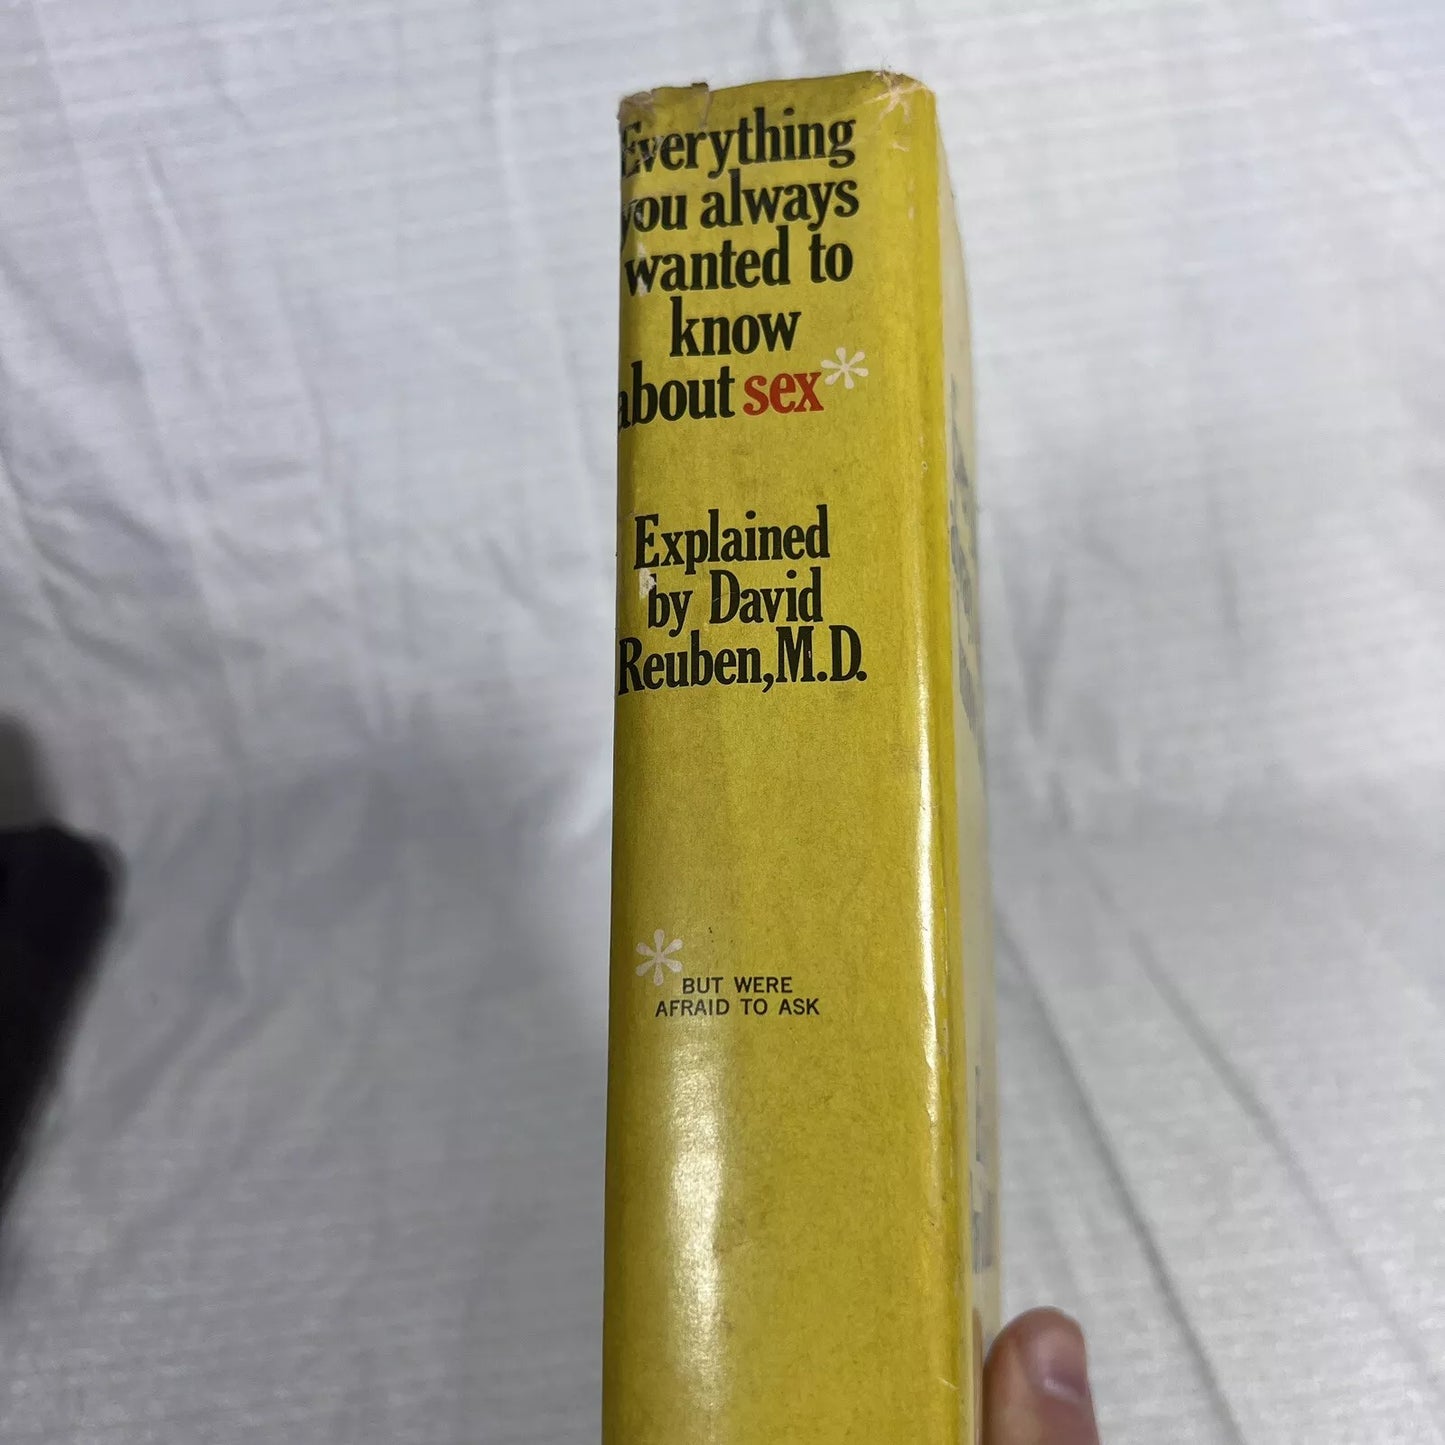 Everything
you always
wanted to
know
about sex*
Explained
by David
Reuben, M.D.
*BUT WERE
AFRAID TO ASK